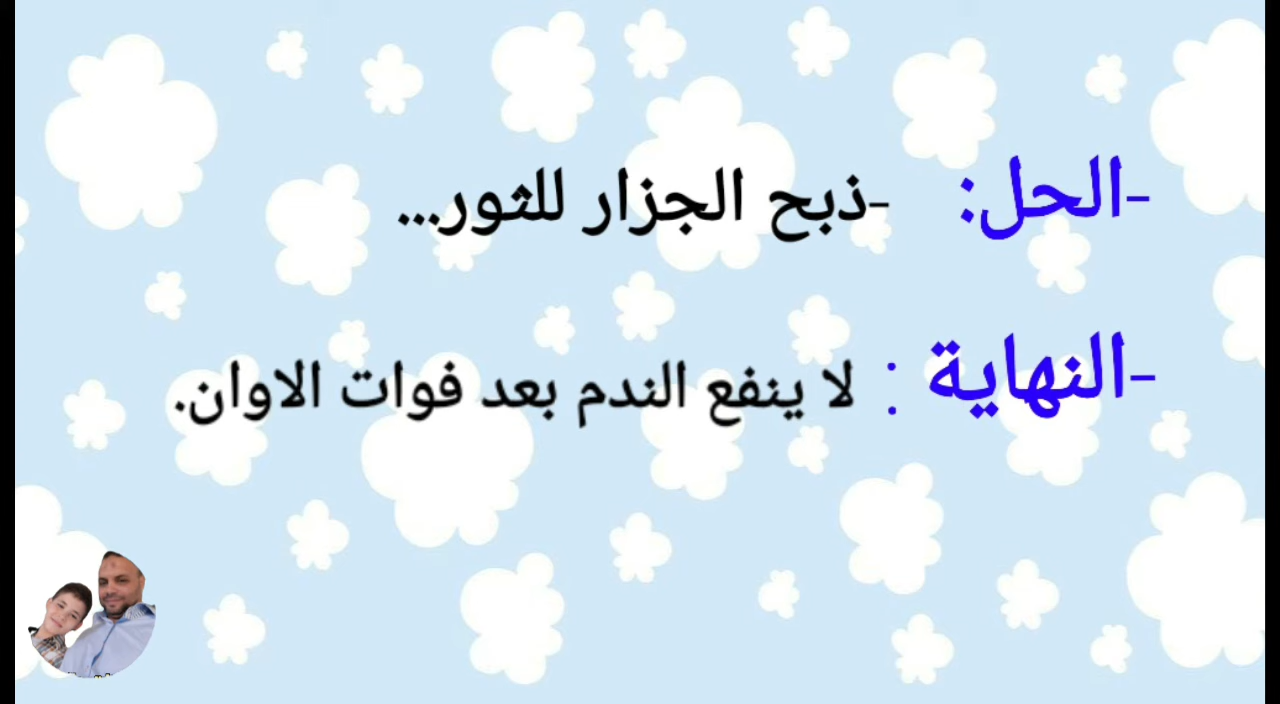 -الحل: -ذبح الجزار للثور...
-النهاية : لا ينفع الندم بعد فوات الاوان.